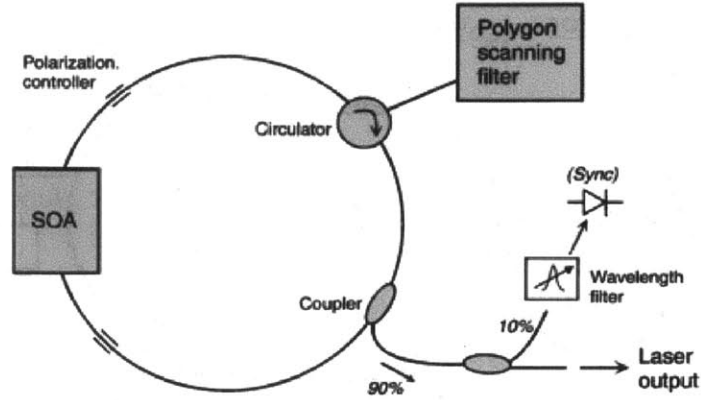 Polygon
scanning
filter
Polarization.
controller
Circulator
(Sync)
SOA
Wavelength
filter
Coupler
10%
Laser
output
90%